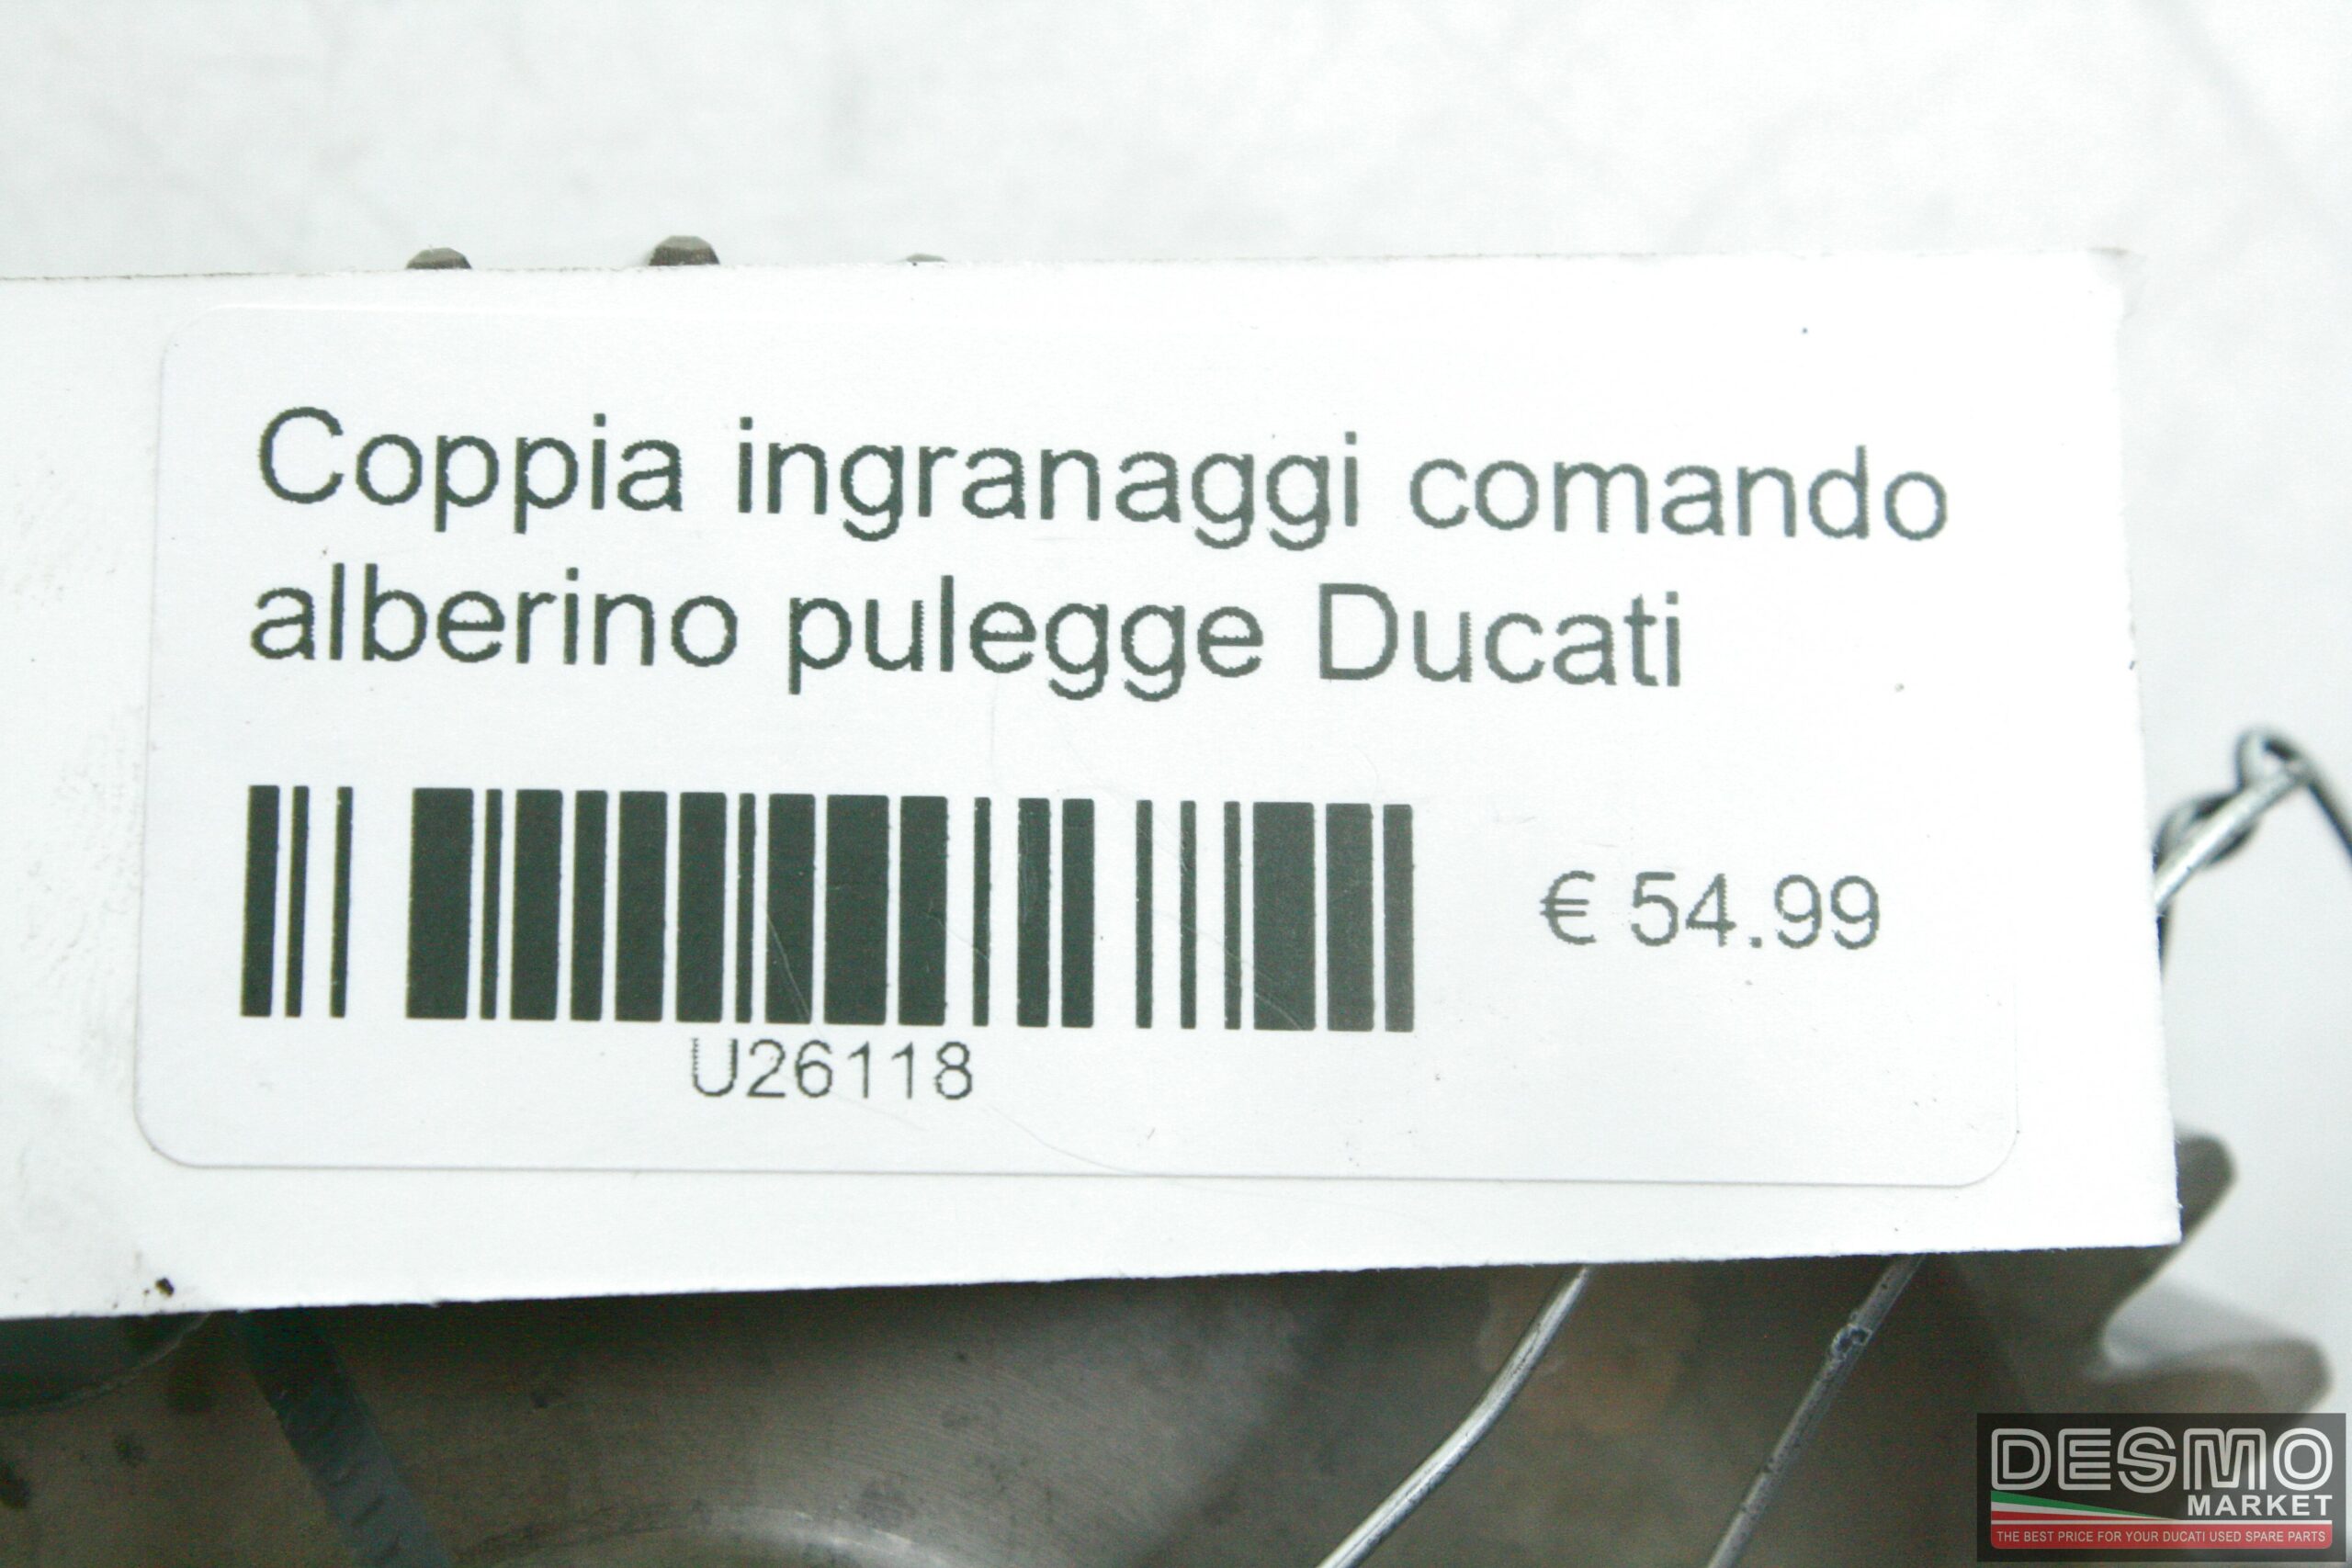 Coppia ingranaggi comando
alberino pulegge Ducati
€ 54.99
U26118
DESMO
MARKET
THE BEST PRICE FOR YOUR DUCATI USED SPARE PARTS